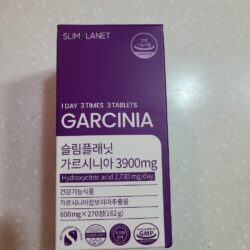 SLIM LANET
1 DAY 3 TIMES 3 TABLETS
GARCINIA
슬림플래닛
가르시니아 3900mg
Hydroxycitric acid 2,730 mg/day
건강기능식품
가르시니아캄보지아추출물
600mg × 270정(162g)
GMP